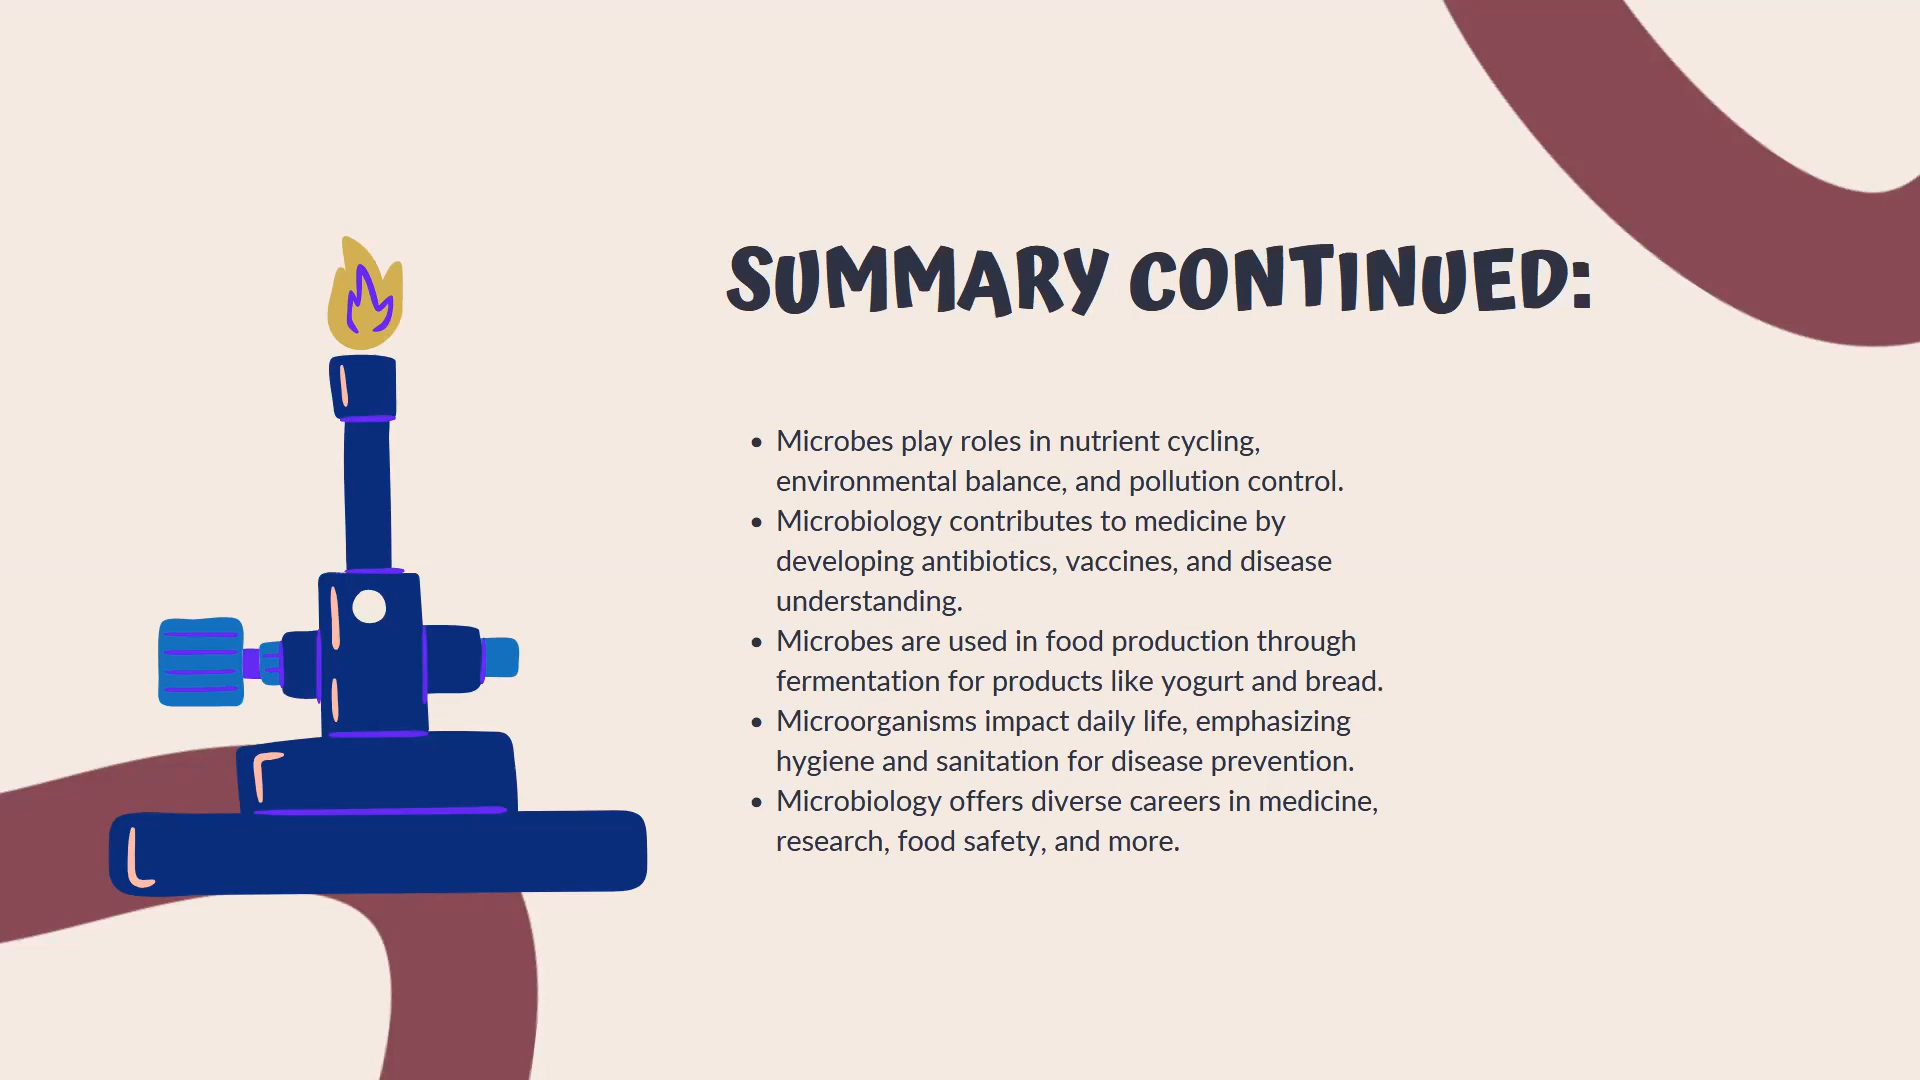 SUMMARY CONTINUED:
• Microbes play roles in nutrient cycling,
environmental balance, and pollution control.
• Microbiology contributes to medicine by
developing antibiotics, vaccines, and disease
understanding.
• Microbes are used in food production through
fermentation for products like yogurt and bread.
• Microorganisms impact daily life, emphasizing
hygiene and sanitation for disease prevention.
• Microbiology offers diverse careers in medicine,
research, food safety, and more.